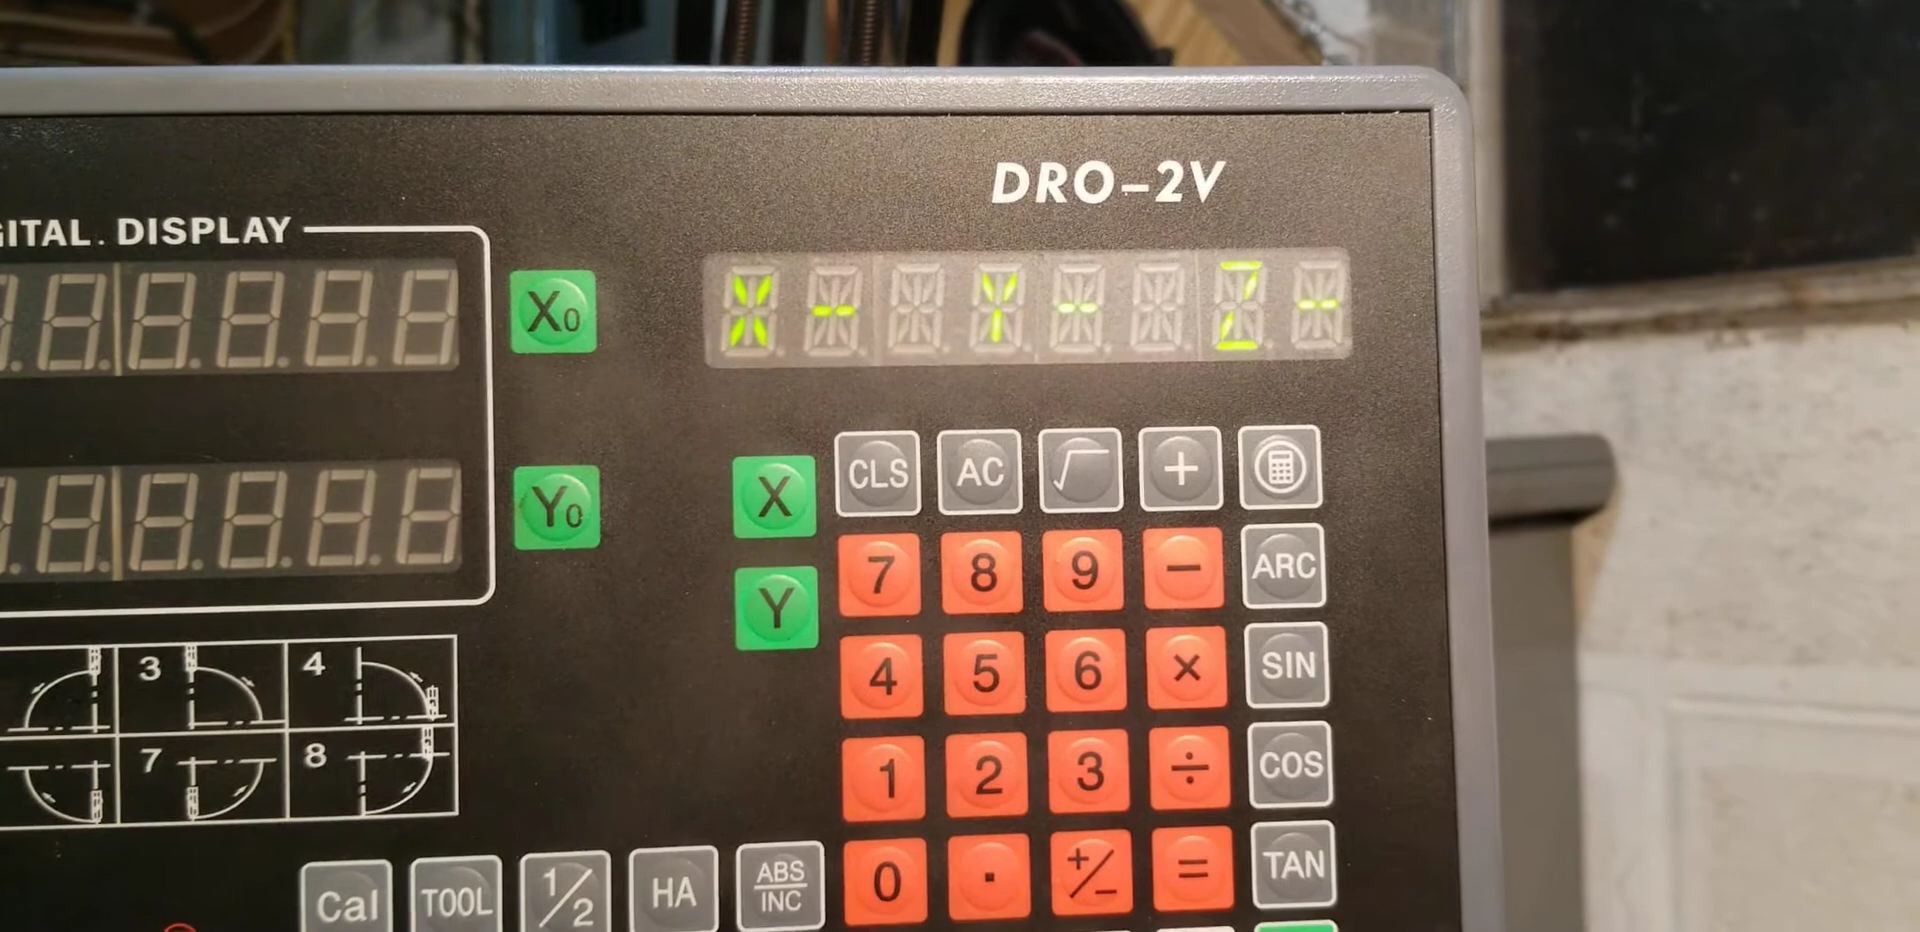 DRO-2V
GITAL. DISPLAY
X0
X- Y- Z-
Y0
X
CLS AC √ +
Y
7 8 9 - ARC
4 5 6 × SIN
3 4
1 2 3 ÷ COS
7 8
Cal TOOL 1/2 HA ABS/INC
0 . +/- = TAN